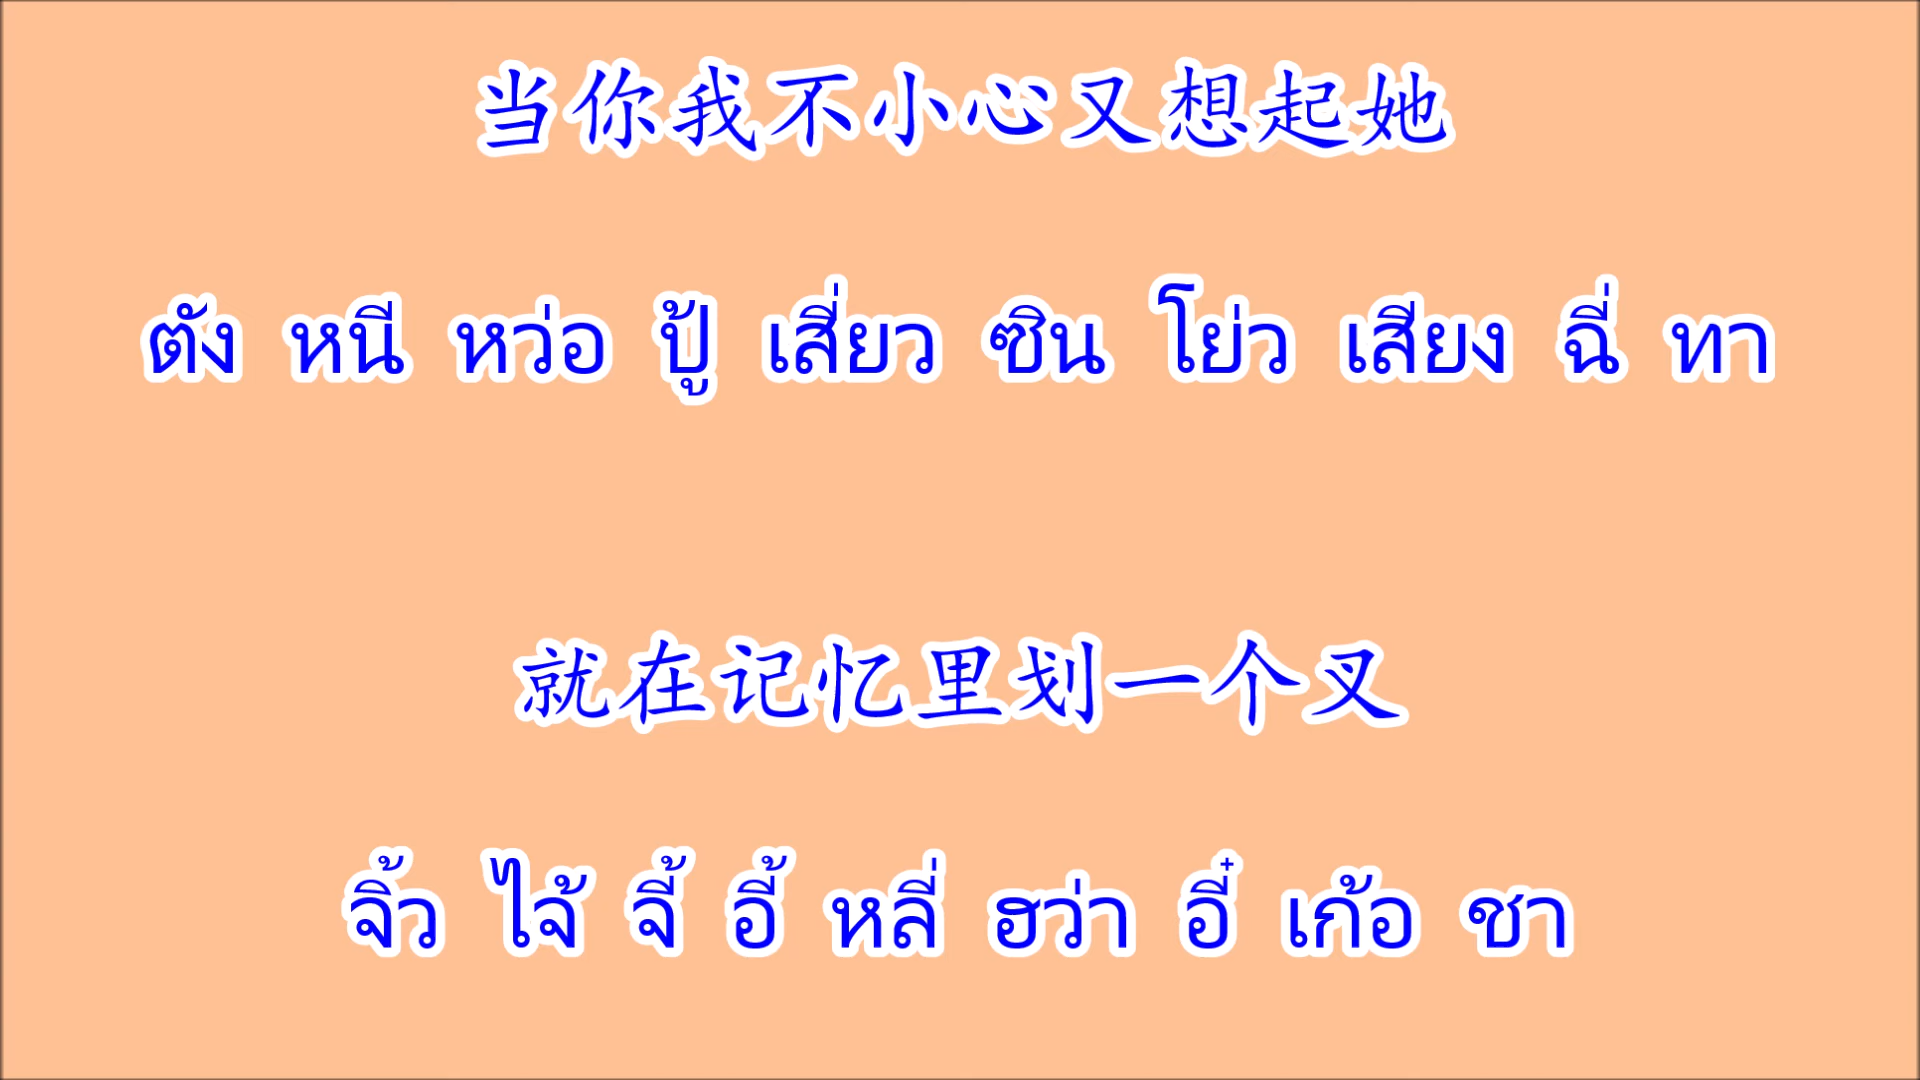 当你我不小心又想起她
ตัง หนี หว่อ ปู้ เสี่ยว ซิน โย่ว เสียง ฉี่ ทา
就在记忆里划一个叉
จิ้ว ไจ้ จี้ อี้ หลี่ ฮว่า อี๋ เก้อ ชา